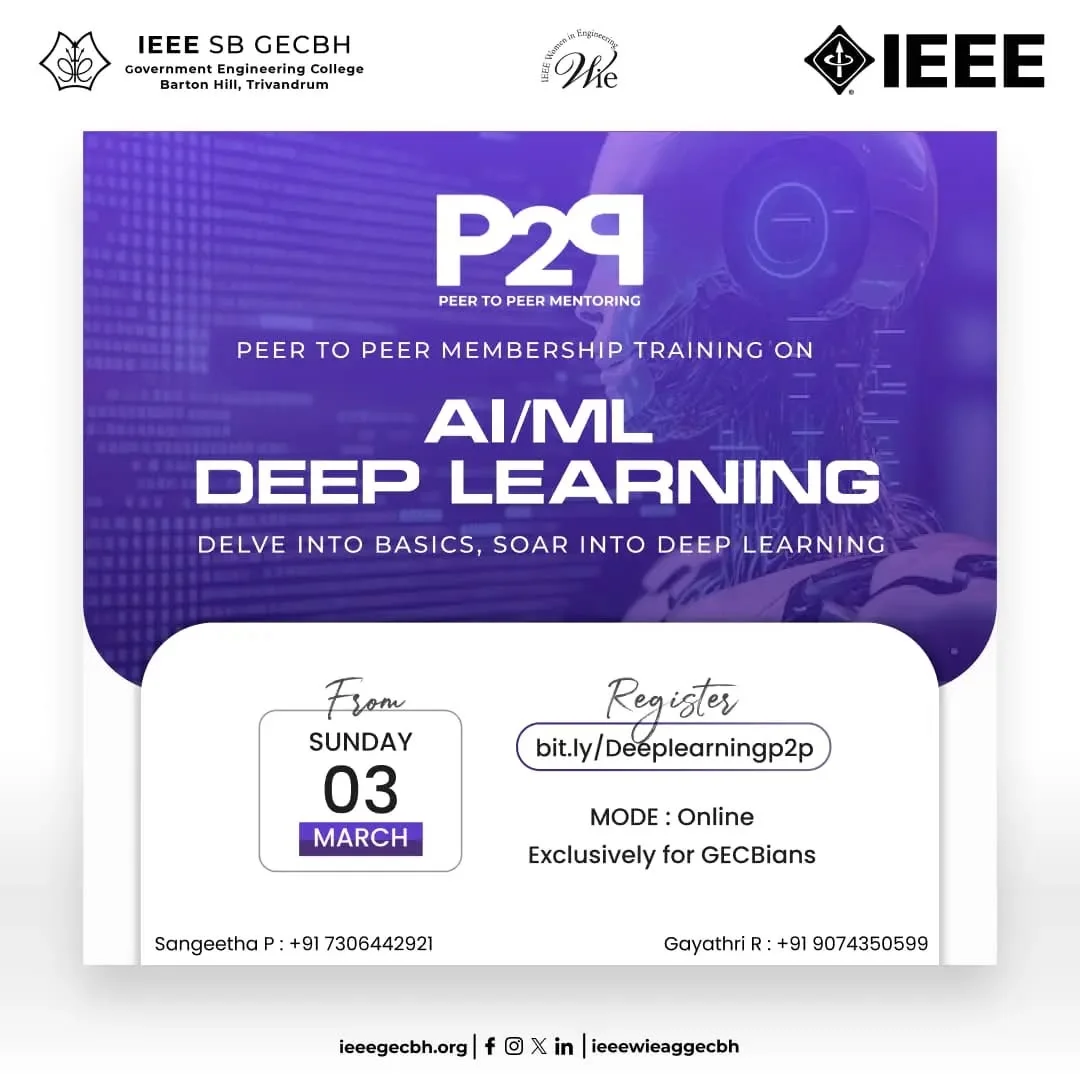 IEEE SB GECBH
Government Engineering College
Barton Hill, Trivandrum
IEEE Women in Engineering
WIE
IEEE
P2P
PEER TO PEER MENTORING
PEER TO PEER MEMBERSHIP TRAINING ON
AI/ML
DEEP LEARNING
DELVE INTO BASICS, SOAR INTO DEEP LEARNING
From
SUNDAY
03
MARCH
Register
bit.ly/Deeplearningp2p
MODE : Online
Exclusively for GECBians
Sangeetha P : +91 7306442921
Gayathri R : +91 9074350599
ieeegecbh.org | ieeewieaggecbh